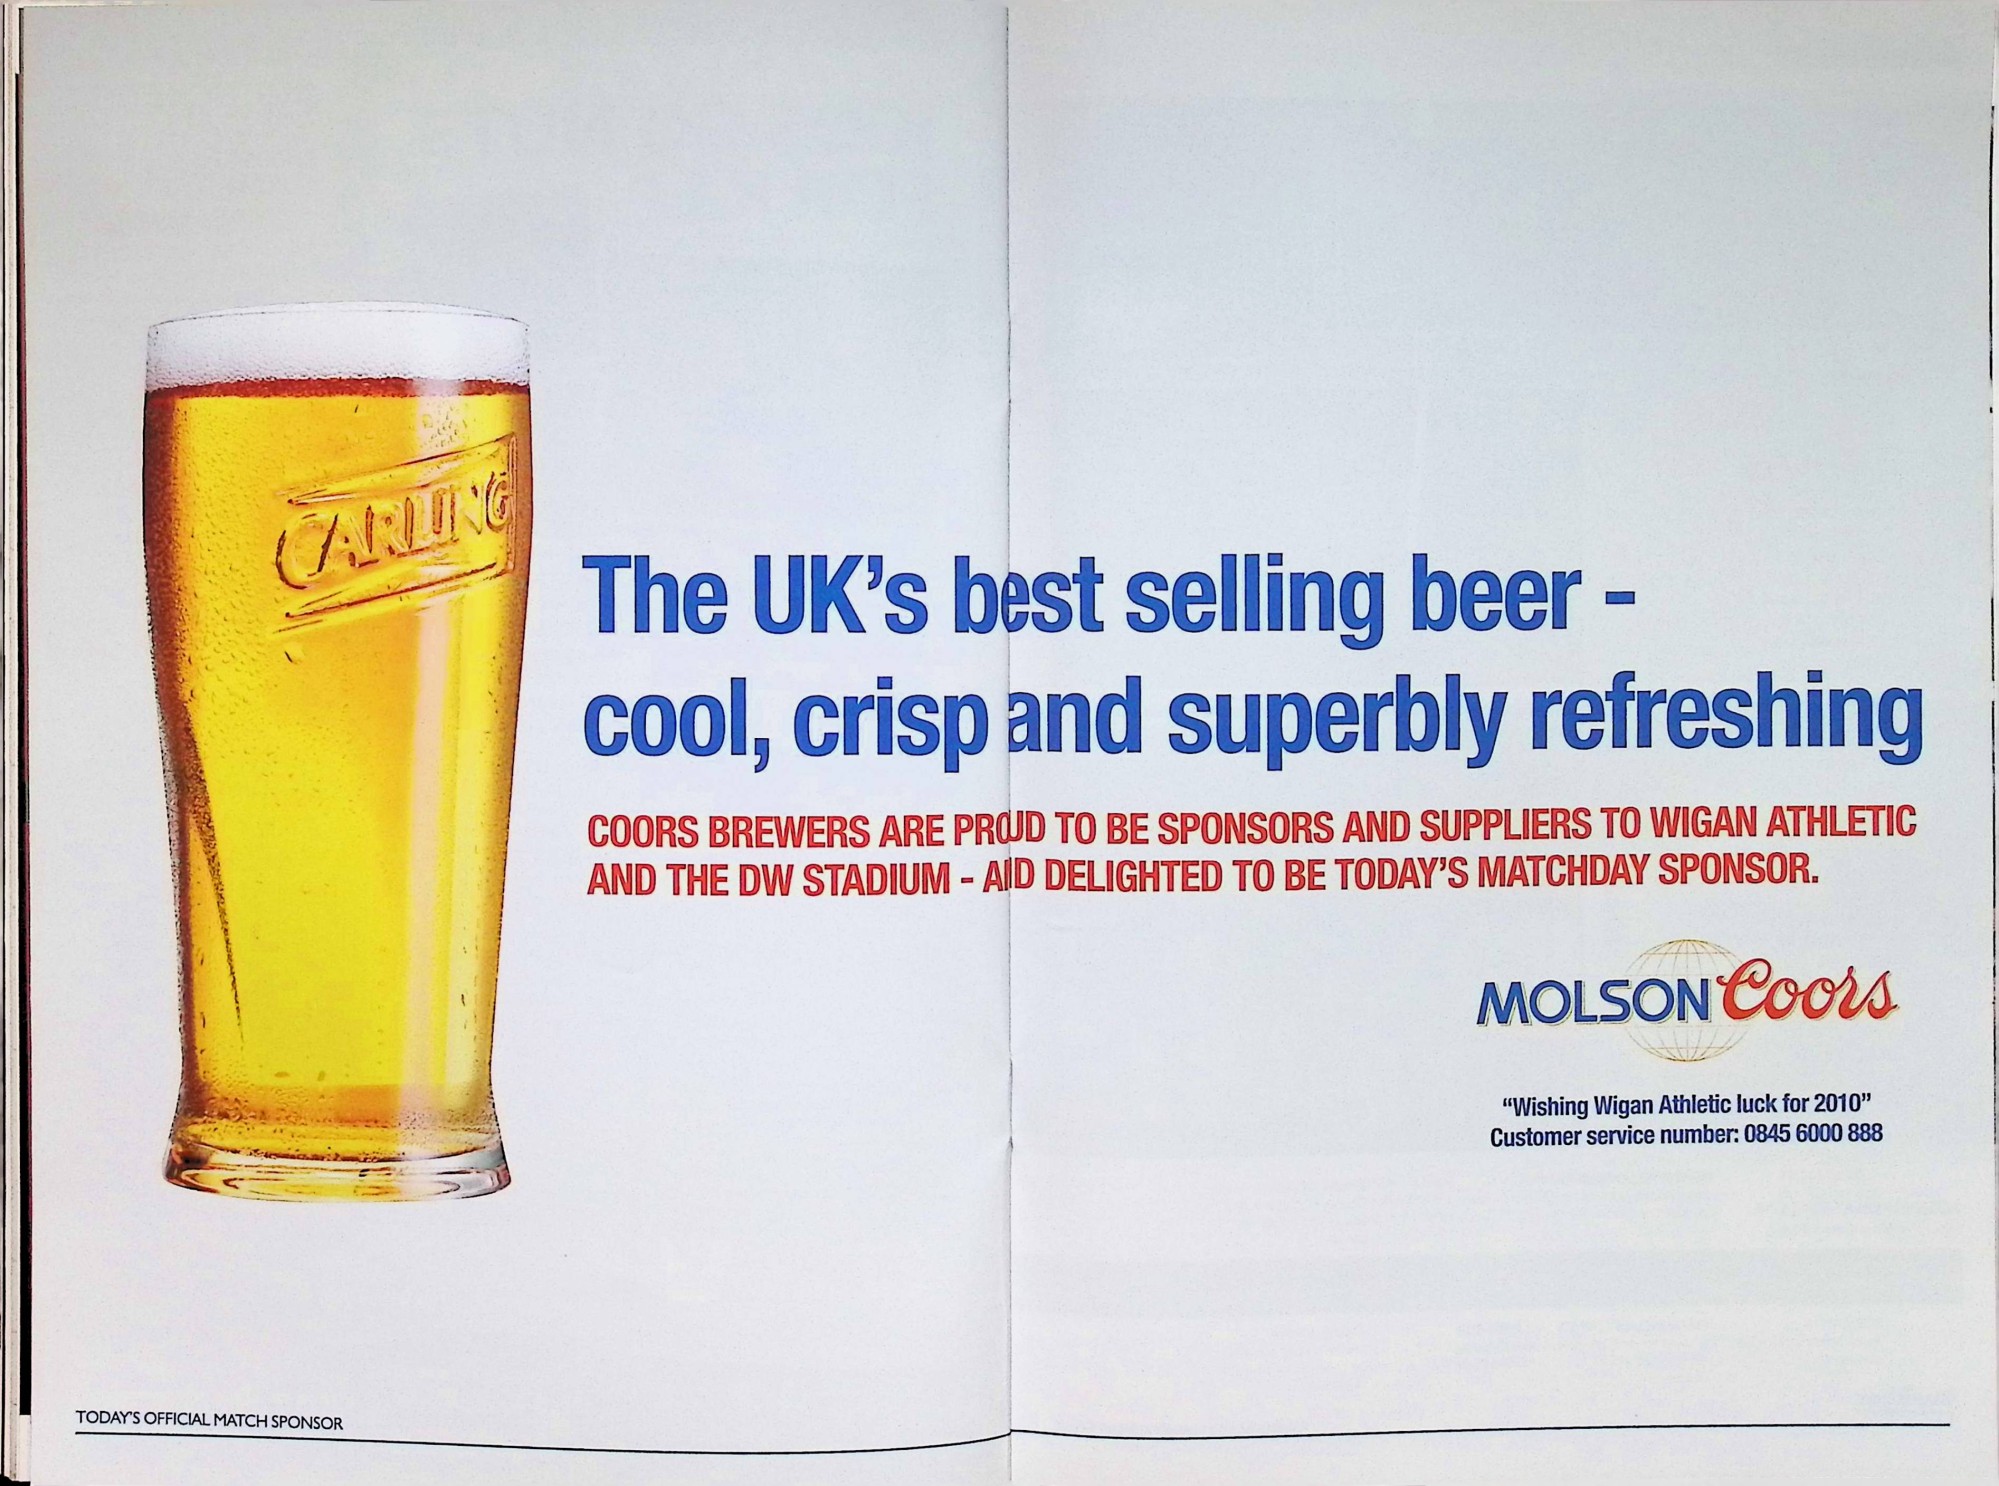 CARLING
The UK's best selling beer -
cool, crisp and superbly refreshing
COORS BREWERS ARE PROUD TO BE SPONSORS AND SUPPLIERS TO WIGAN ATHLETIC
AND THE DW STADIUM - AND DELIGHTED TO BE TODAY'S MATCHDAY SPONSOR.
MOLSON Coors
"Wishing Wigan Athletic luck for 2010"
Customer service number: 0845 6000 888
TODAY'S OFFICIAL MATCH SPONSOR